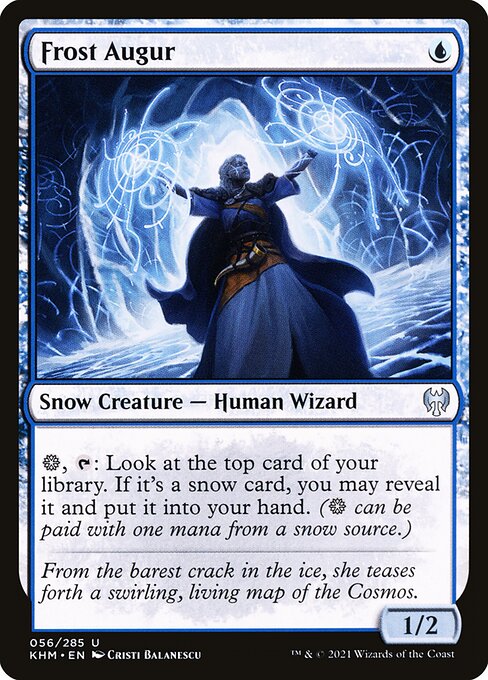 Frost Augur
Snow Creature — Human Wizard
, : Look at the top card of your
library. If it's a snow card, you may reveal
it and put it into your hand. ( can be
paid with one mana from a snow source.)
From the barest crack in the ice, she teases
forth a swirling, living map of the Cosmos.
1/2
056/285 U
KHM • EN Cristi Balanescu
™ & © 2021 Wizards of the Coast